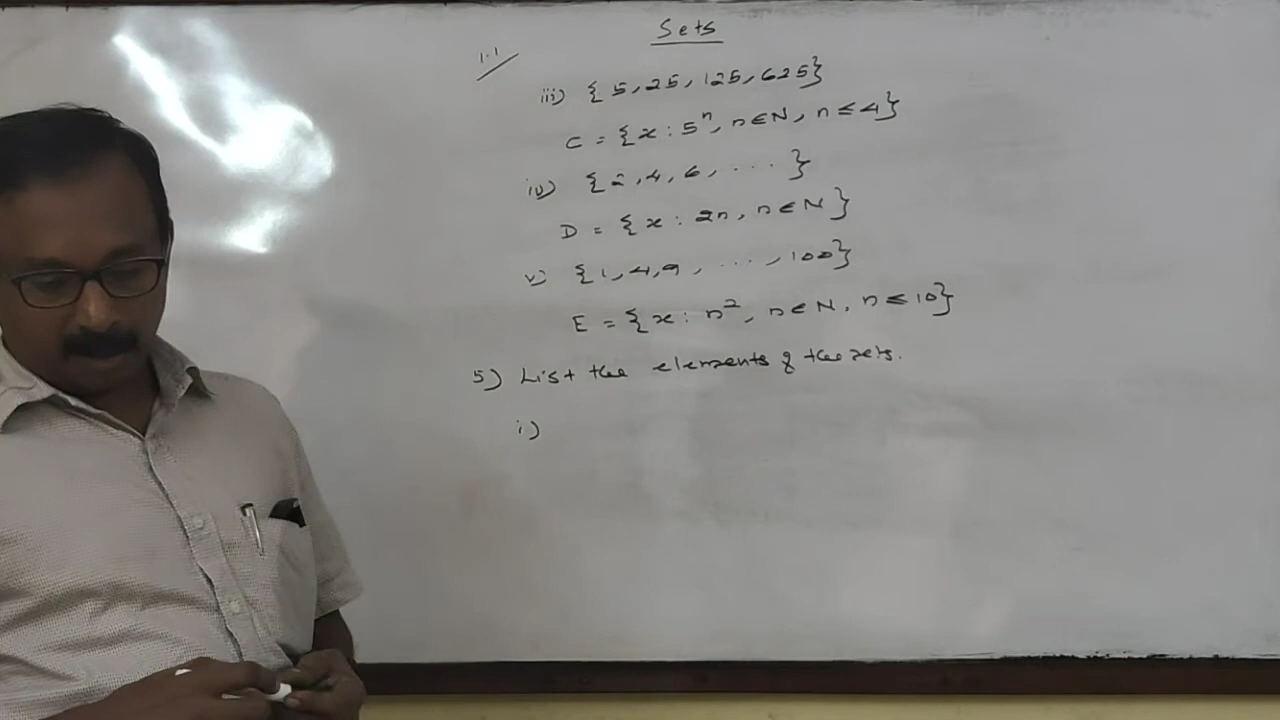 Sets
1.1
iii) {5, 25, 125, 625}
C = {x : 5ⁿ, n∈N, n ≤ 4}
iv) {2, 4, 6, ... }
D = {x : 2n, n∈N}
v) {1, 4, 9, ..., 100}
E = {x : n², n∈N, n ≤ 10}
5) List the elements of the sets.
i)